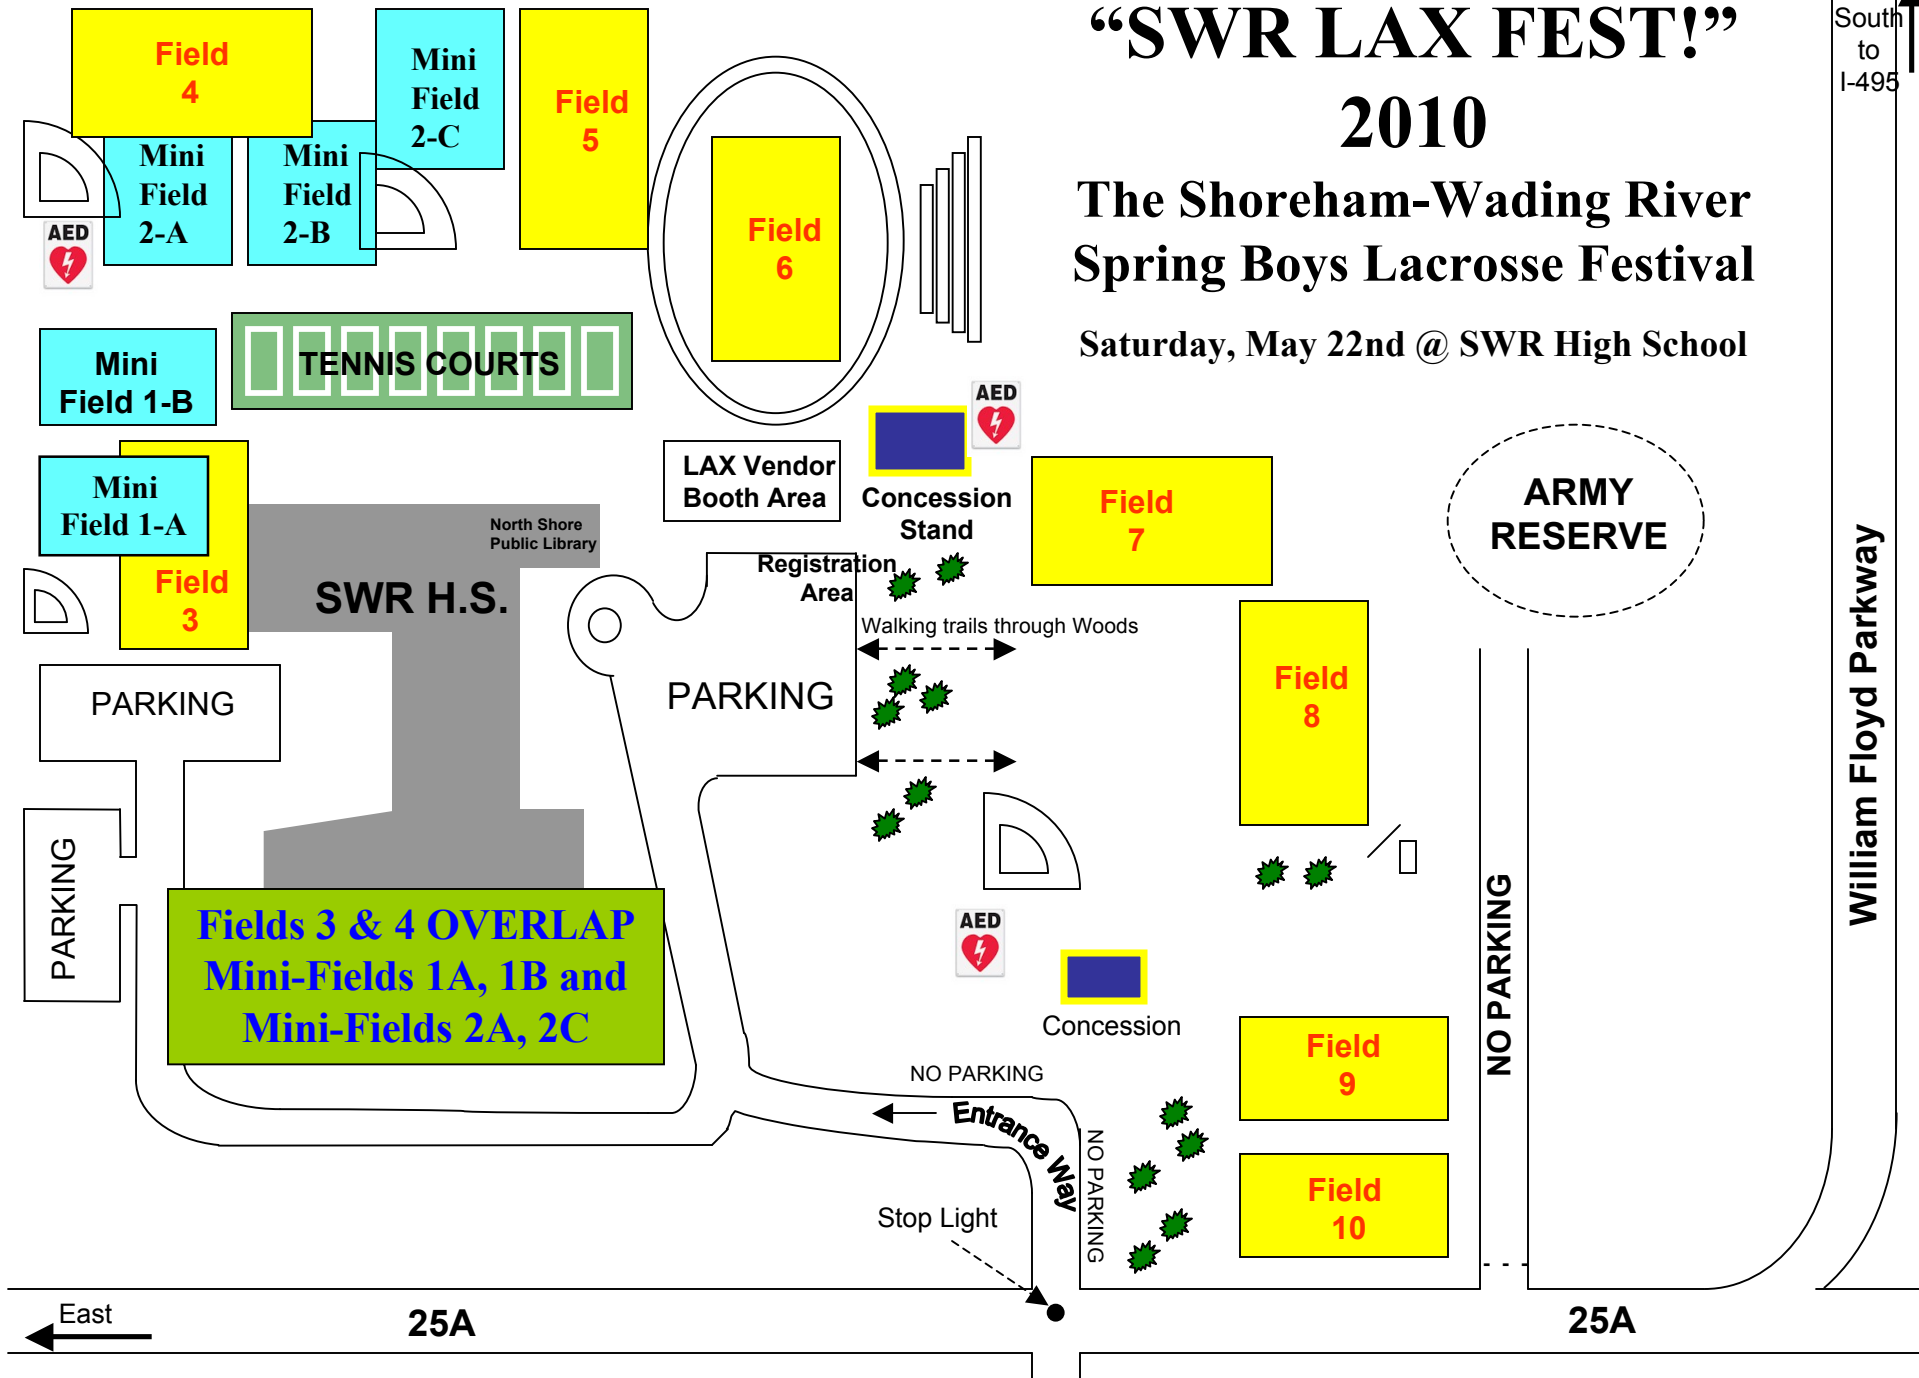 “SWR LAX FEST!”
2010
The Shoreham-Wading River
Spring Boys Lacrosse Festival
Saturday, May 22nd @ SWR High School
South
to
I-495
Field
4
Mini
Field
2-C
Field
5
Mini
Field
2-A
Mini
Field
2-B
AED
Field
6
Mini
Field 1-B
TENNIS COURTS
AED
LAX Vendor
Booth Area
Concession
Stand
Field
7
ARMY
RESERVE
Mini
Field 1-A
Field
3
North Shore
Public Library
SWR H.S.
Registration
Area
Walking trails through Woods
PARKING
PARKING
Field
8
William Floyd Parkway
PARKING
NO PARKING
Fields 3 & 4 OVERLAP
Mini-Fields 1A, 1B and
Mini-Fields 2A, 2C
AED
Concession
Field
9
NO PARKING
Entrance Way
NO PARKING
Field
10
Stop Light
East
25A
25A